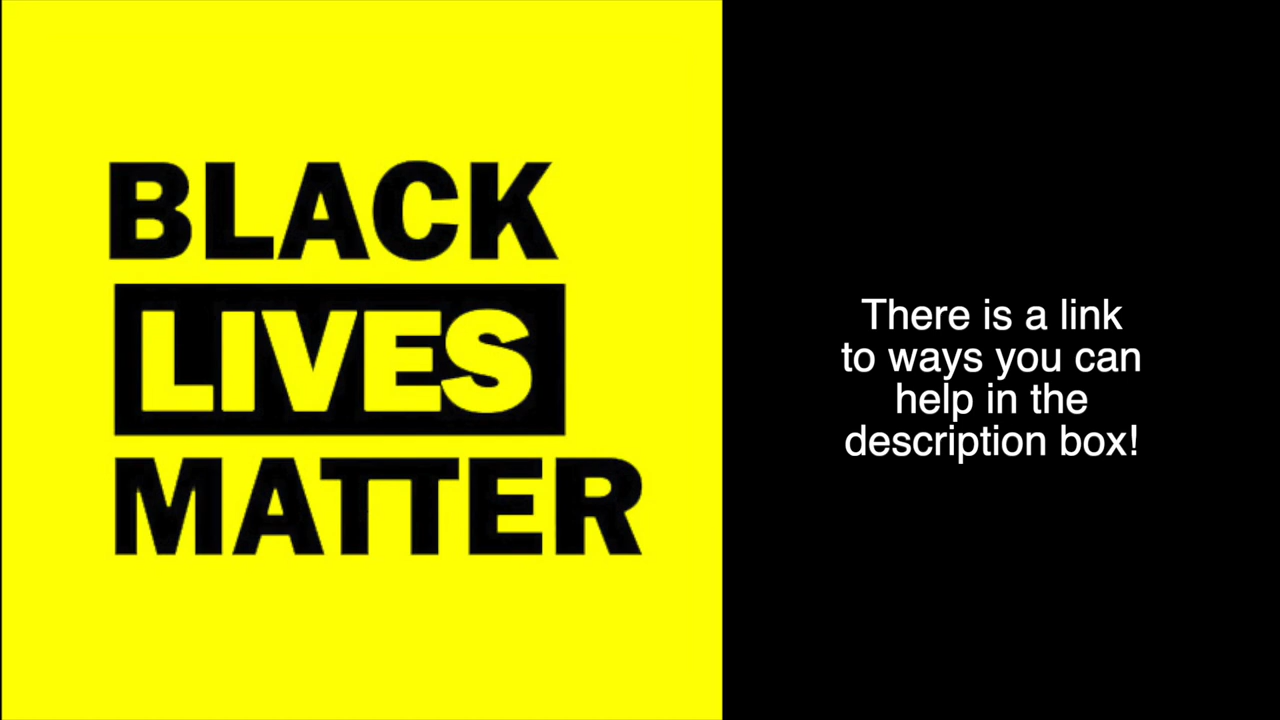 BLACK
LIVES
MATTER
There is a link
to ways you can
help in the
description box!